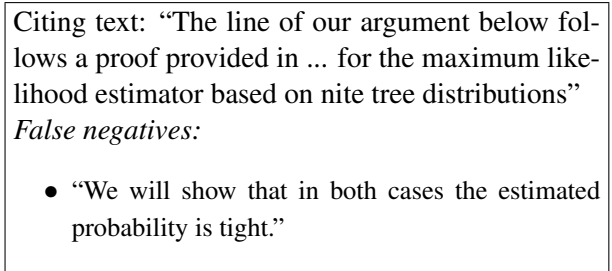 Citing text: “The line of our argument below fol-
lows a proof provided in ... for the maximum like-
lihood estimator based on nite tree distributions”
False negatives:
• “We will show that in both cases the estimated
probability is tight.”